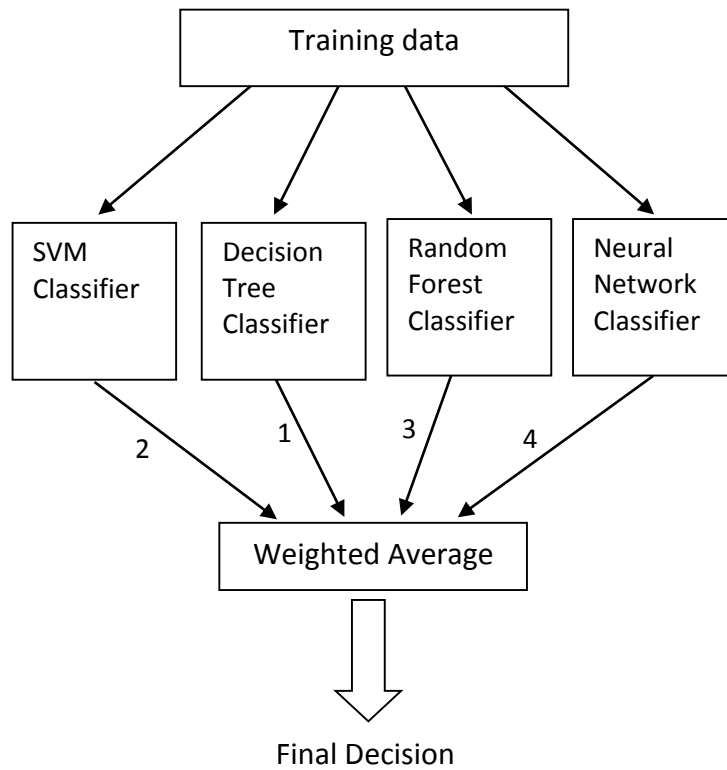 Training data
SVM
Classifier
Decision
Tree
Classifier
Random
Forest
Classifier
Neural
Network
Classifier
2
1
3
4
Weighted Average
Final Decision